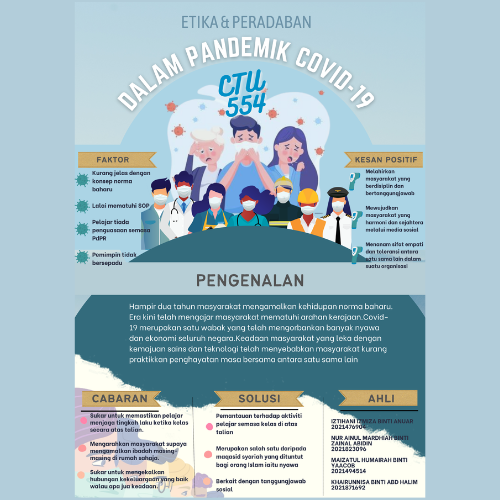 ETIKA & PERADABAN
DALAM PANDEMIK COVID-19
CTU
554
FAKTOR
Kurang jelas dengan
konsep norma
baharu
Lalai mematuhi SOP
Pelajar tiada
penguasaan semasa
PdPR
Pemimpin tidak
bersepadu
KESAN POSITIF
Melahirkan
masyarakat yang
berdisiplin dan
bertanggungjawab
Mewujudkan
masyarakat yang
harmoni dan sejahtera
melalui media sosial
Menanam sifat empati
dan toleransi antara
satu sama lain dalam
suatu organisasi
PENGENALAN
Hampir dua tahun masyarakat mengamalkan kehidupan norma baharu.
Era kini telah mengajar masyarakat mematuhi arahan kerajaan.Covid-
19 merupakan satu wabak yang telah mengorbankan banyak nyawa
dan ekonomi seluruh negara.Keadaan masyarakat yang leka dengan
kemajuan sains dan teknologi telah menyebabkan masyarakat kurang
praktikkan penghayatan masa bersama antara satu sama lain
CABARAN
Sukar untuk memastikan pelajar
menjaga tingkah laku ketika kelas
secara atas talian.
Mengarahkan masyarakat supaya
mengamalkan ibadah masing-
masing di rumah sahaja.
Sukar untuk mengekalkan
hubungan kekeluargaan yang baik
walau apa jua keadaan.
SOLUSI
Pemantauan terhadap aktiviti
pelajar semasa kelas di atas
talian
Merupakan salah satu daripada
maqasid syariah yang dituntut
bagi orang Islam iaitu nyawa
Berkait dengan tanggungjawab
sosial
AHLI
IZTIHANI IZWIZA BINTI ANUAR
2021476904
NUR AINUL MARDHIAH BINTI
ZAINAL ABIDIN
2021823096
MAIZATUL HUMAIRAH BINTI
YAACOB
2021494514
KHAIRUNNISA BINTI ABD HALIM
2021871692